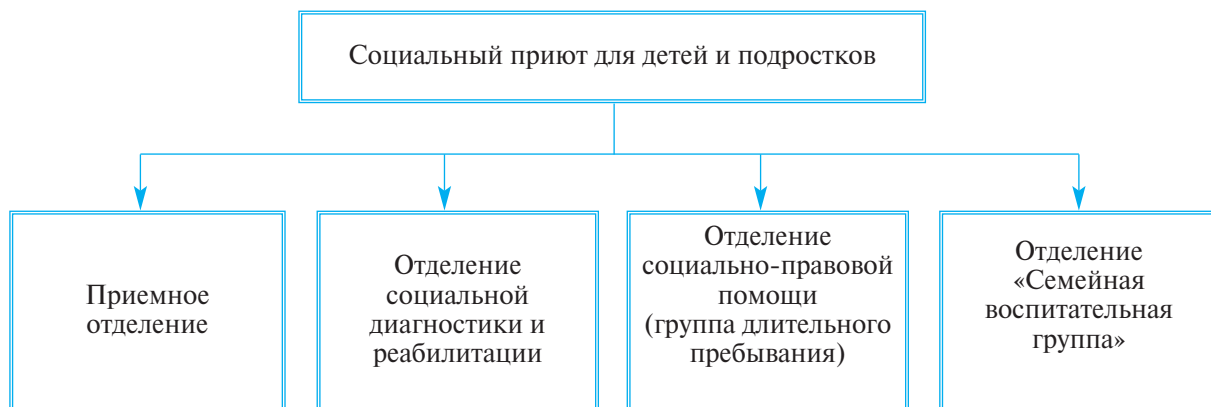 Социальный приют для детей и подростков
Приемное
отделение
Отделение
социальной
диагностики и
реабилитации
Отделение
социально-правовой
помощи
(группа длительного
пребывания)
Отделение
«Семейная
воспитательная
группа»